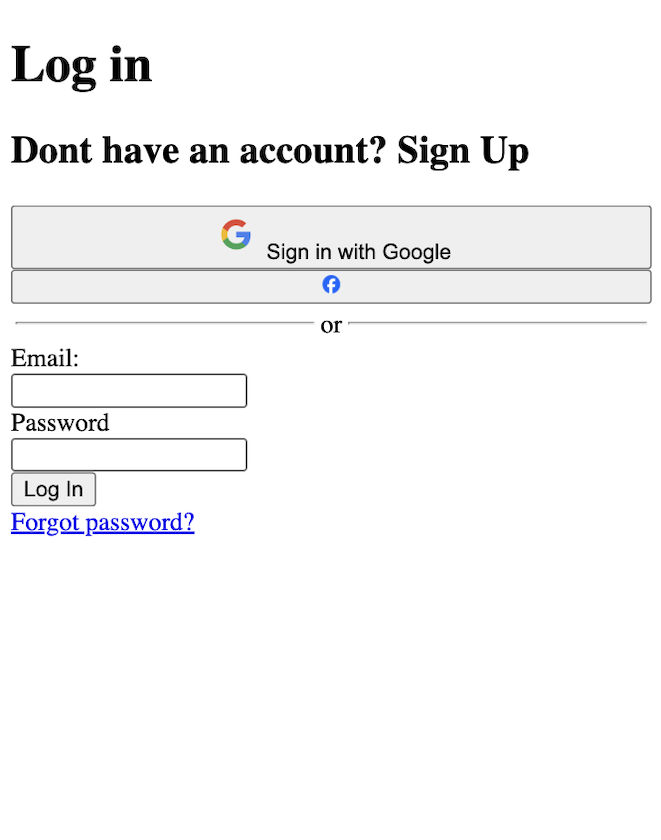 Log in
Dont have an account? Sign Up
Sign in with Google
or
Email:
Password
Log In
Forgot password?